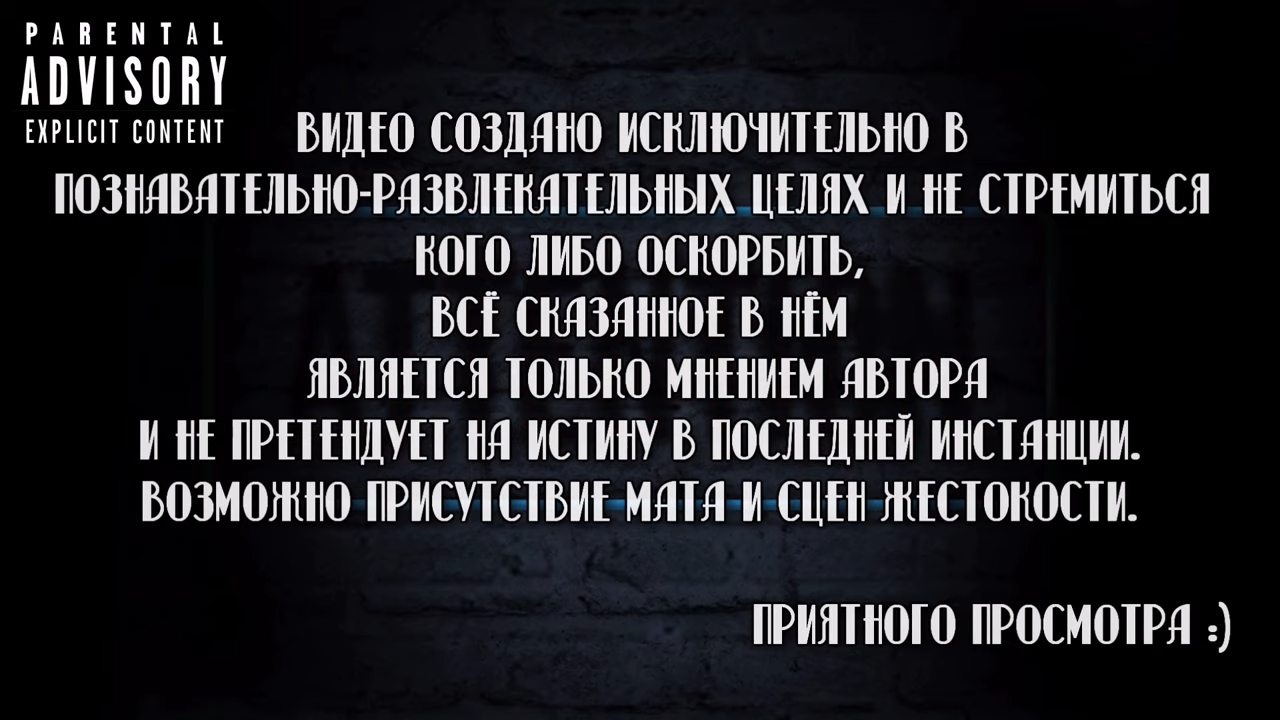 PARENTAL
ADVISORY
EXPLICIT CONTENT
ВИДЕО СОЗДАНО ИСКЛЮЧИТЕЛЬНО В
ПОЗНАВАТЕЛЬНО-РАЗВЛЕКАТЕЛЬНЫХ ЦЕЛЯХ И НЕ СТРЕМИТЬСЯ
КОГО ЛИБО ОСКОРБИТЬ,
ВСЁ СКАЗАННОЕ В НЁМ
ЯВЛЯЕТСЯ ТОЛЬКО МНЕНИЕМ АВТОРА
И НЕ ПРЕТЕНДУЕТ НА ИСТИНУ В ПОСЛЕДНЕЙ ИНСТАНЦИИ.
ВОЗМОЖНО ПРИСУТСТВИЕ МАТА И СЦЕН ЖЕСТОКОСТИ.
ПРИЯТНОГО ПРОСМОТРА :)